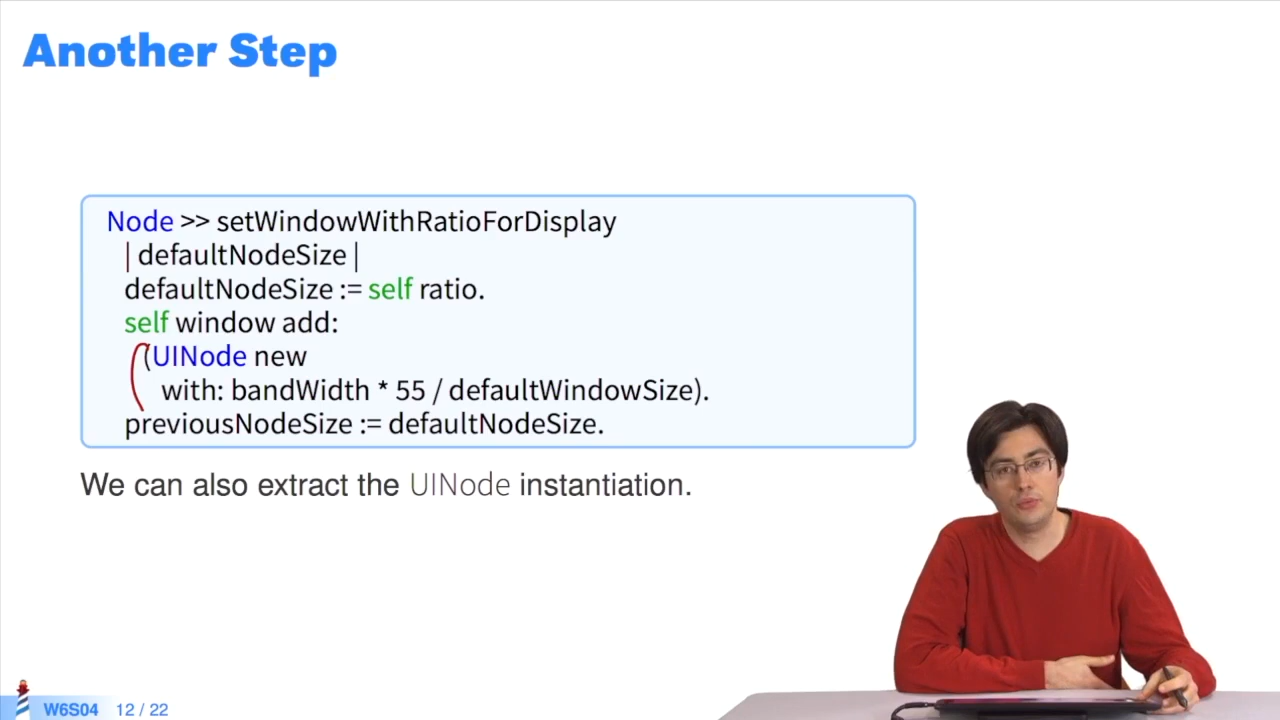 Another Step
Node >> setWindowWithRatioForDisplay
| defaultNodeSize |
defaultNodeSize := self ratio.
self window add:
(UINode new
with: bandWidth * 55 / defaultWindowSize).
previousNodeSize := defaultNodeSize.
We can also extract the UINode instantiation.
W6S04 12 / 22